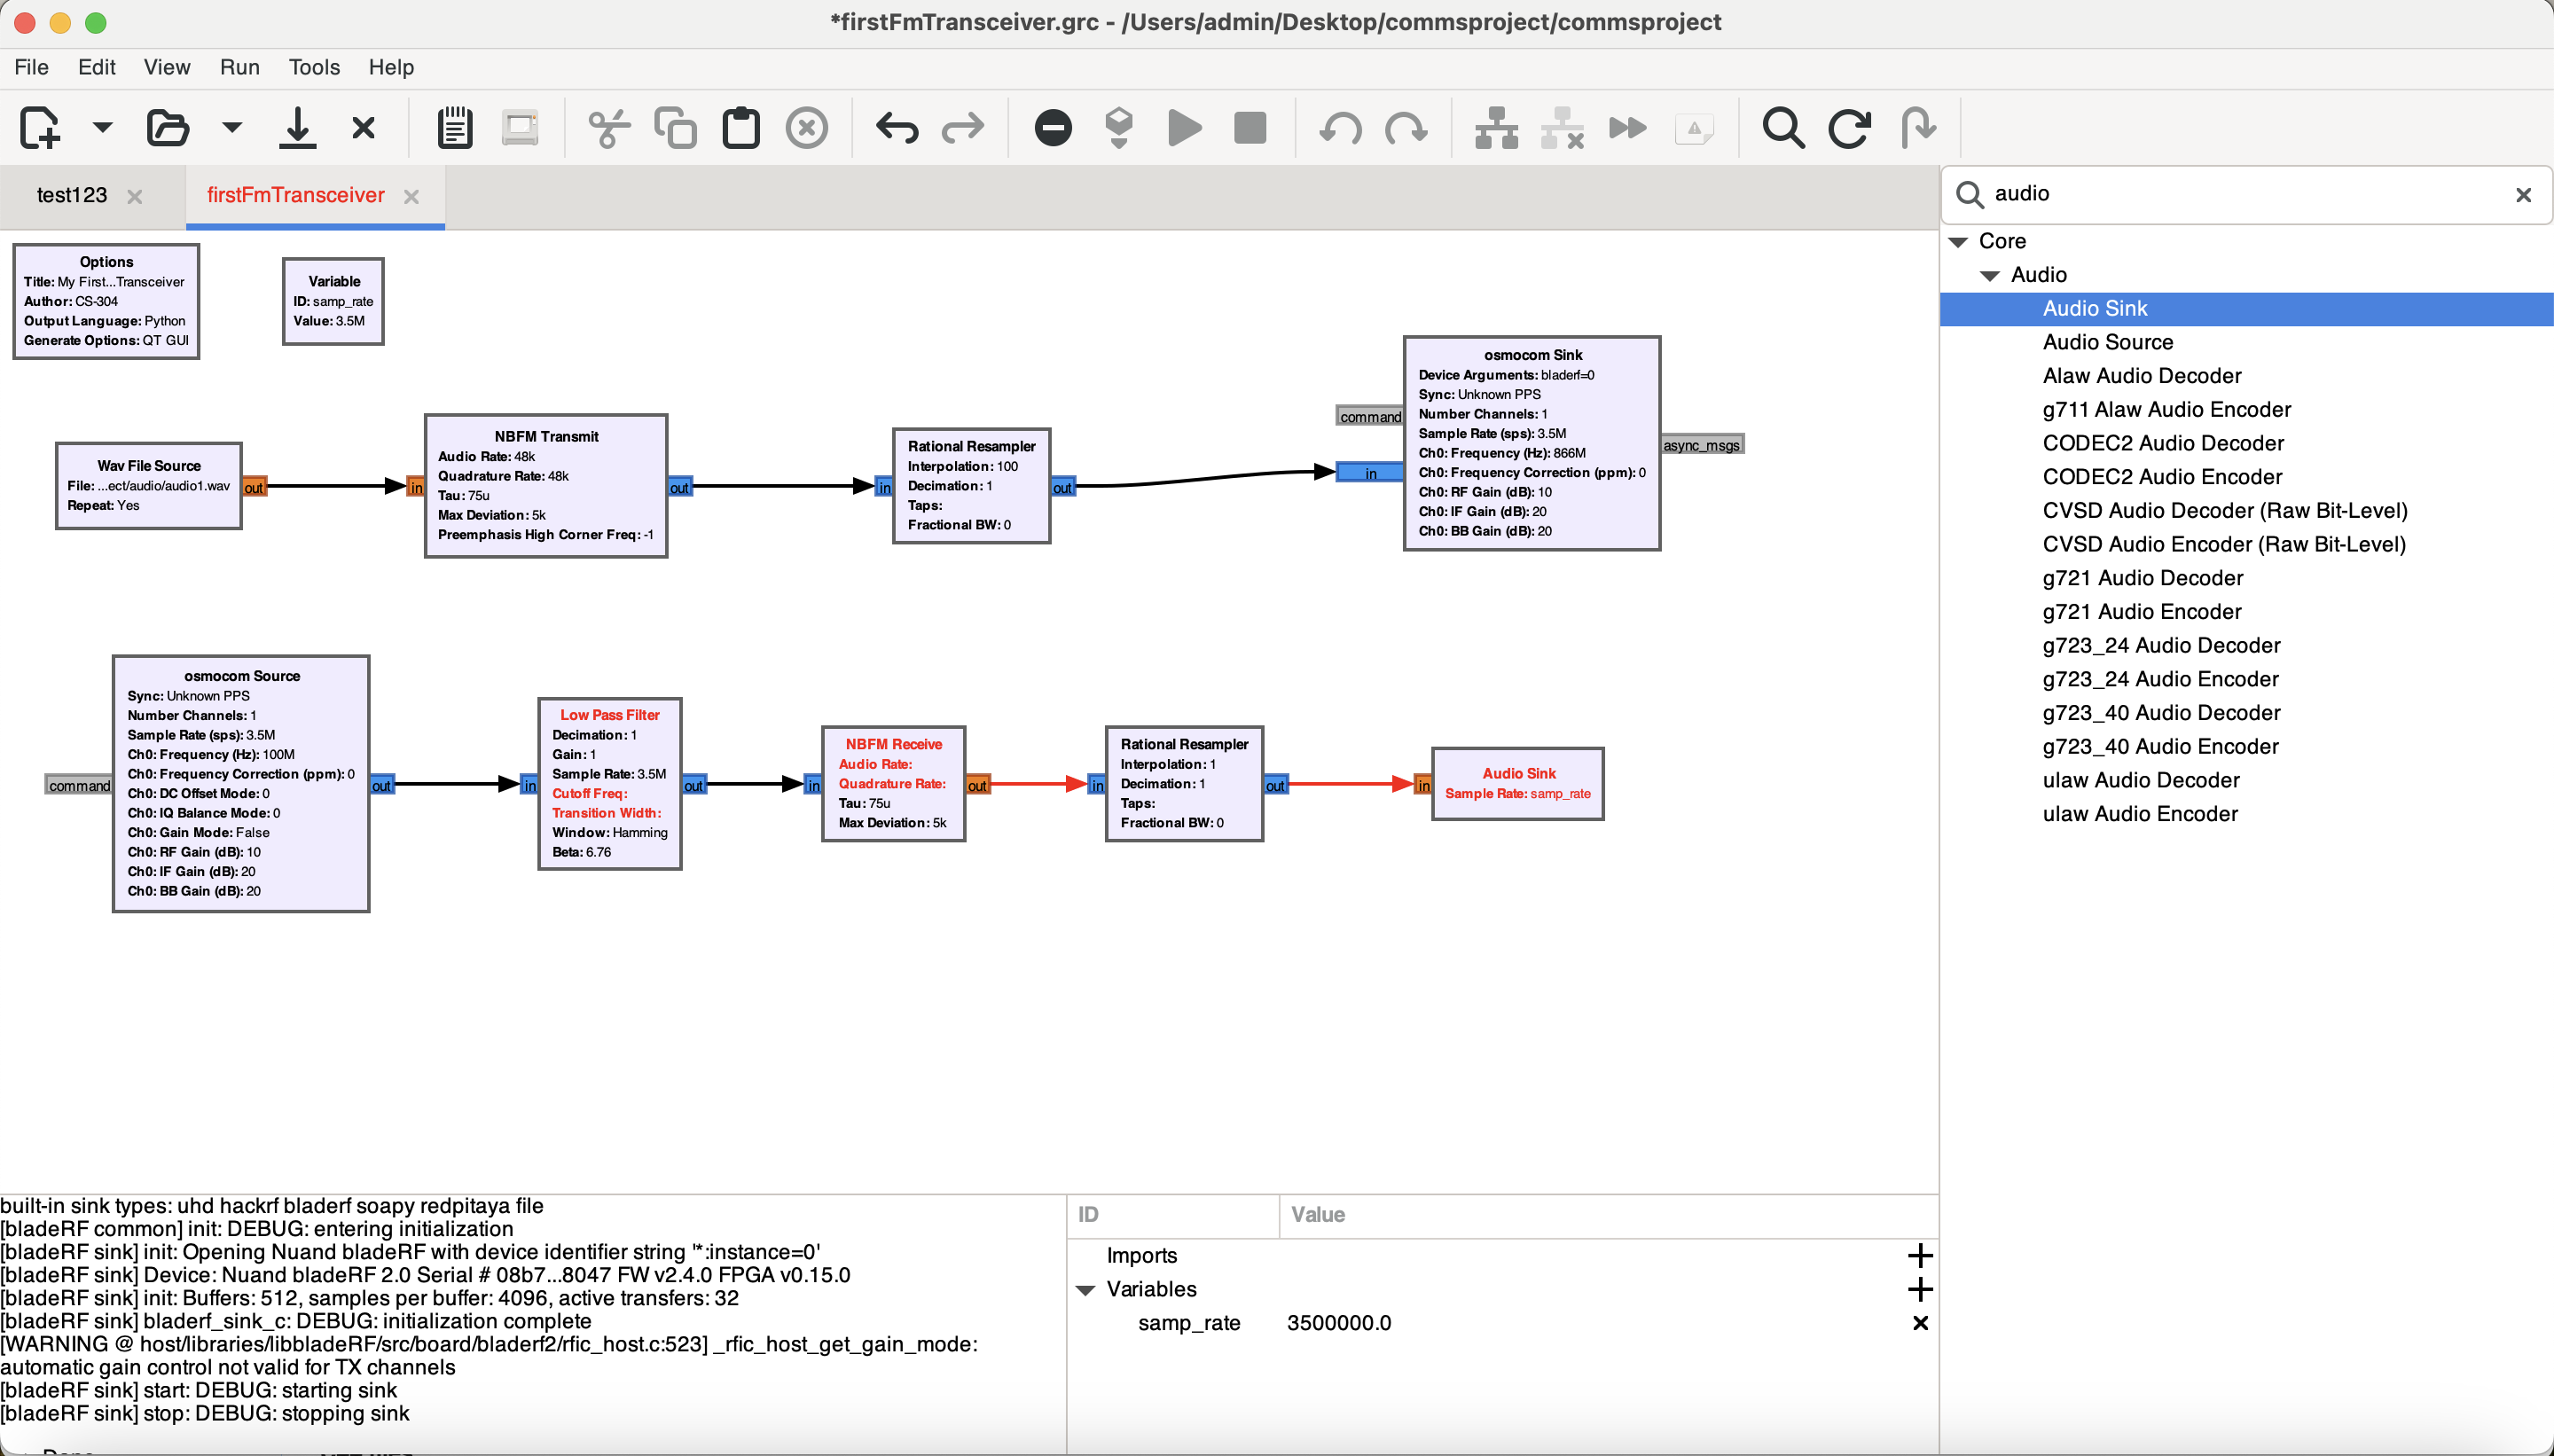 *firstFmTransceiver.grc - /Users/admin/Desktop/commsproject/commsproject
File Edit View Run Tools Help
test123
firstFmTransceiver
audio
Options
Title: My First...Transceiver
Author: CS-304
Output Language: Python
Generate Options: QT GUI
Variable
ID: samp_rate
Value: 3.5M
Wav File Source
File: ...ect/audio/audio1.wav
Repeat: Yes
out
in
NBFM Transmit
Audio Rate: 48k
Quadrature Rate: 48k
Tau: 75u
Max Deviation: 5k
Preemphasis High Corner Freq: -1
out
in
Rational Resampler
Interpolation: 100
Decimation: 1
Taps:
Fractional BW: 0
out
command
in
osmocom Sink
Device Arguments: bladerf=0
Sync: Unknown PPS
Number Channels: 1
Sample Rate (sps): 3.5M
Ch0: Frequency (Hz): 866M
Ch0: Frequency Correction (ppm): 0
Ch0: RF Gain (dB): 10
Ch0: IF Gain (dB): 20
Ch0: BB Gain (dB): 20
async_msgs
command
osmocom Source
Sync: Unknown PPS
Number Channels: 1
Sample Rate (sps): 3.5M
Ch0: Frequency (Hz): 100M
Ch0: Frequency Correction (ppm): 0
Ch0: DC Offset Mode: 0
Ch0: IQ Balance Mode: 0
Ch0: Gain Mode: False
Ch0: RF Gain (dB): 10
Ch0: IF Gain (dB): 20
Ch0: BB Gain (dB): 20
out
in
Low Pass Filter
Decimation: 1
Gain: 1
Sample Rate: 3.5M
Cutoff Freq:
Transition Width:
Window: Hamming
Beta: 6.76
out
in
NBFM Receive
Audio Rate:
Quadrature Rate:
Tau: 75u
Max Deviation: 5k
out
in
Rational Resampler
Interpolation: 1
Decimation: 1
Taps:
Fractional BW: 0
out
in
Audio Sink
Sample Rate: samp_rate
Core
Audio
Audio Sink
Audio Source
Alaw Audio Decoder
g711 Alaw Audio Encoder
CODEC2 Audio Decoder
CODEC2 Audio Encoder
CVSD Audio Decoder (Raw Bit-Level)
CVSD Audio Encoder (Raw Bit-Level)
g721 Audio Decoder
g721 Audio Encoder
g723_24 Audio Decoder
g723_24 Audio Encoder
g723_40 Audio Decoder
g723_40 Audio Encoder
ulaw Audio Decoder
ulaw Audio Encoder
built-in sink types: uhd hackrf bladerf soapy redpitaya file
[bladeRF common] init: DEBUG: entering initialization
[bladeRF sink] init: Opening Nuand bladeRF with device identifier string '*:instance=0'
[bladeRF sink] Device: Nuand bladeRF 2.0 Serial # 08b7...8047 FW v2.4.0 FPGA v0.15.0
[bladeRF sink] init: Buffers: 512, samples per buffer: 4096, active transfers: 32
[bladeRF sink] bladerf_sink_c: DEBUG: initialization complete
[WARNING @ host/libraries/libbladeRF/src/board/bladerf2/rfic_host.c:523] _rfic_host_get_gain_mode:
automatic gain control not valid for TX channels
[bladeRF sink] start: DEBUG: starting sink
[bladeRF sink] stop: DEBUG: stopping sink
ID Value
Imports
Variables
samp_rate 3500000.0